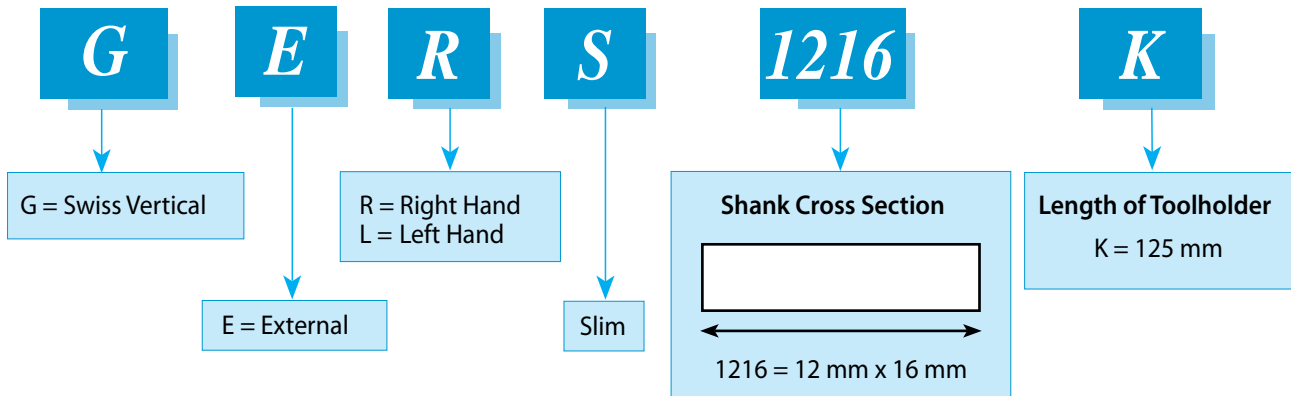 G E R S 1216 K
G = Swiss Vertical
R = Right Hand
L = Left Hand
Shank Cross Section
Length of Toolholder
K = 125 mm
E = External
Slim
1216 = 12 mm x 16 mm